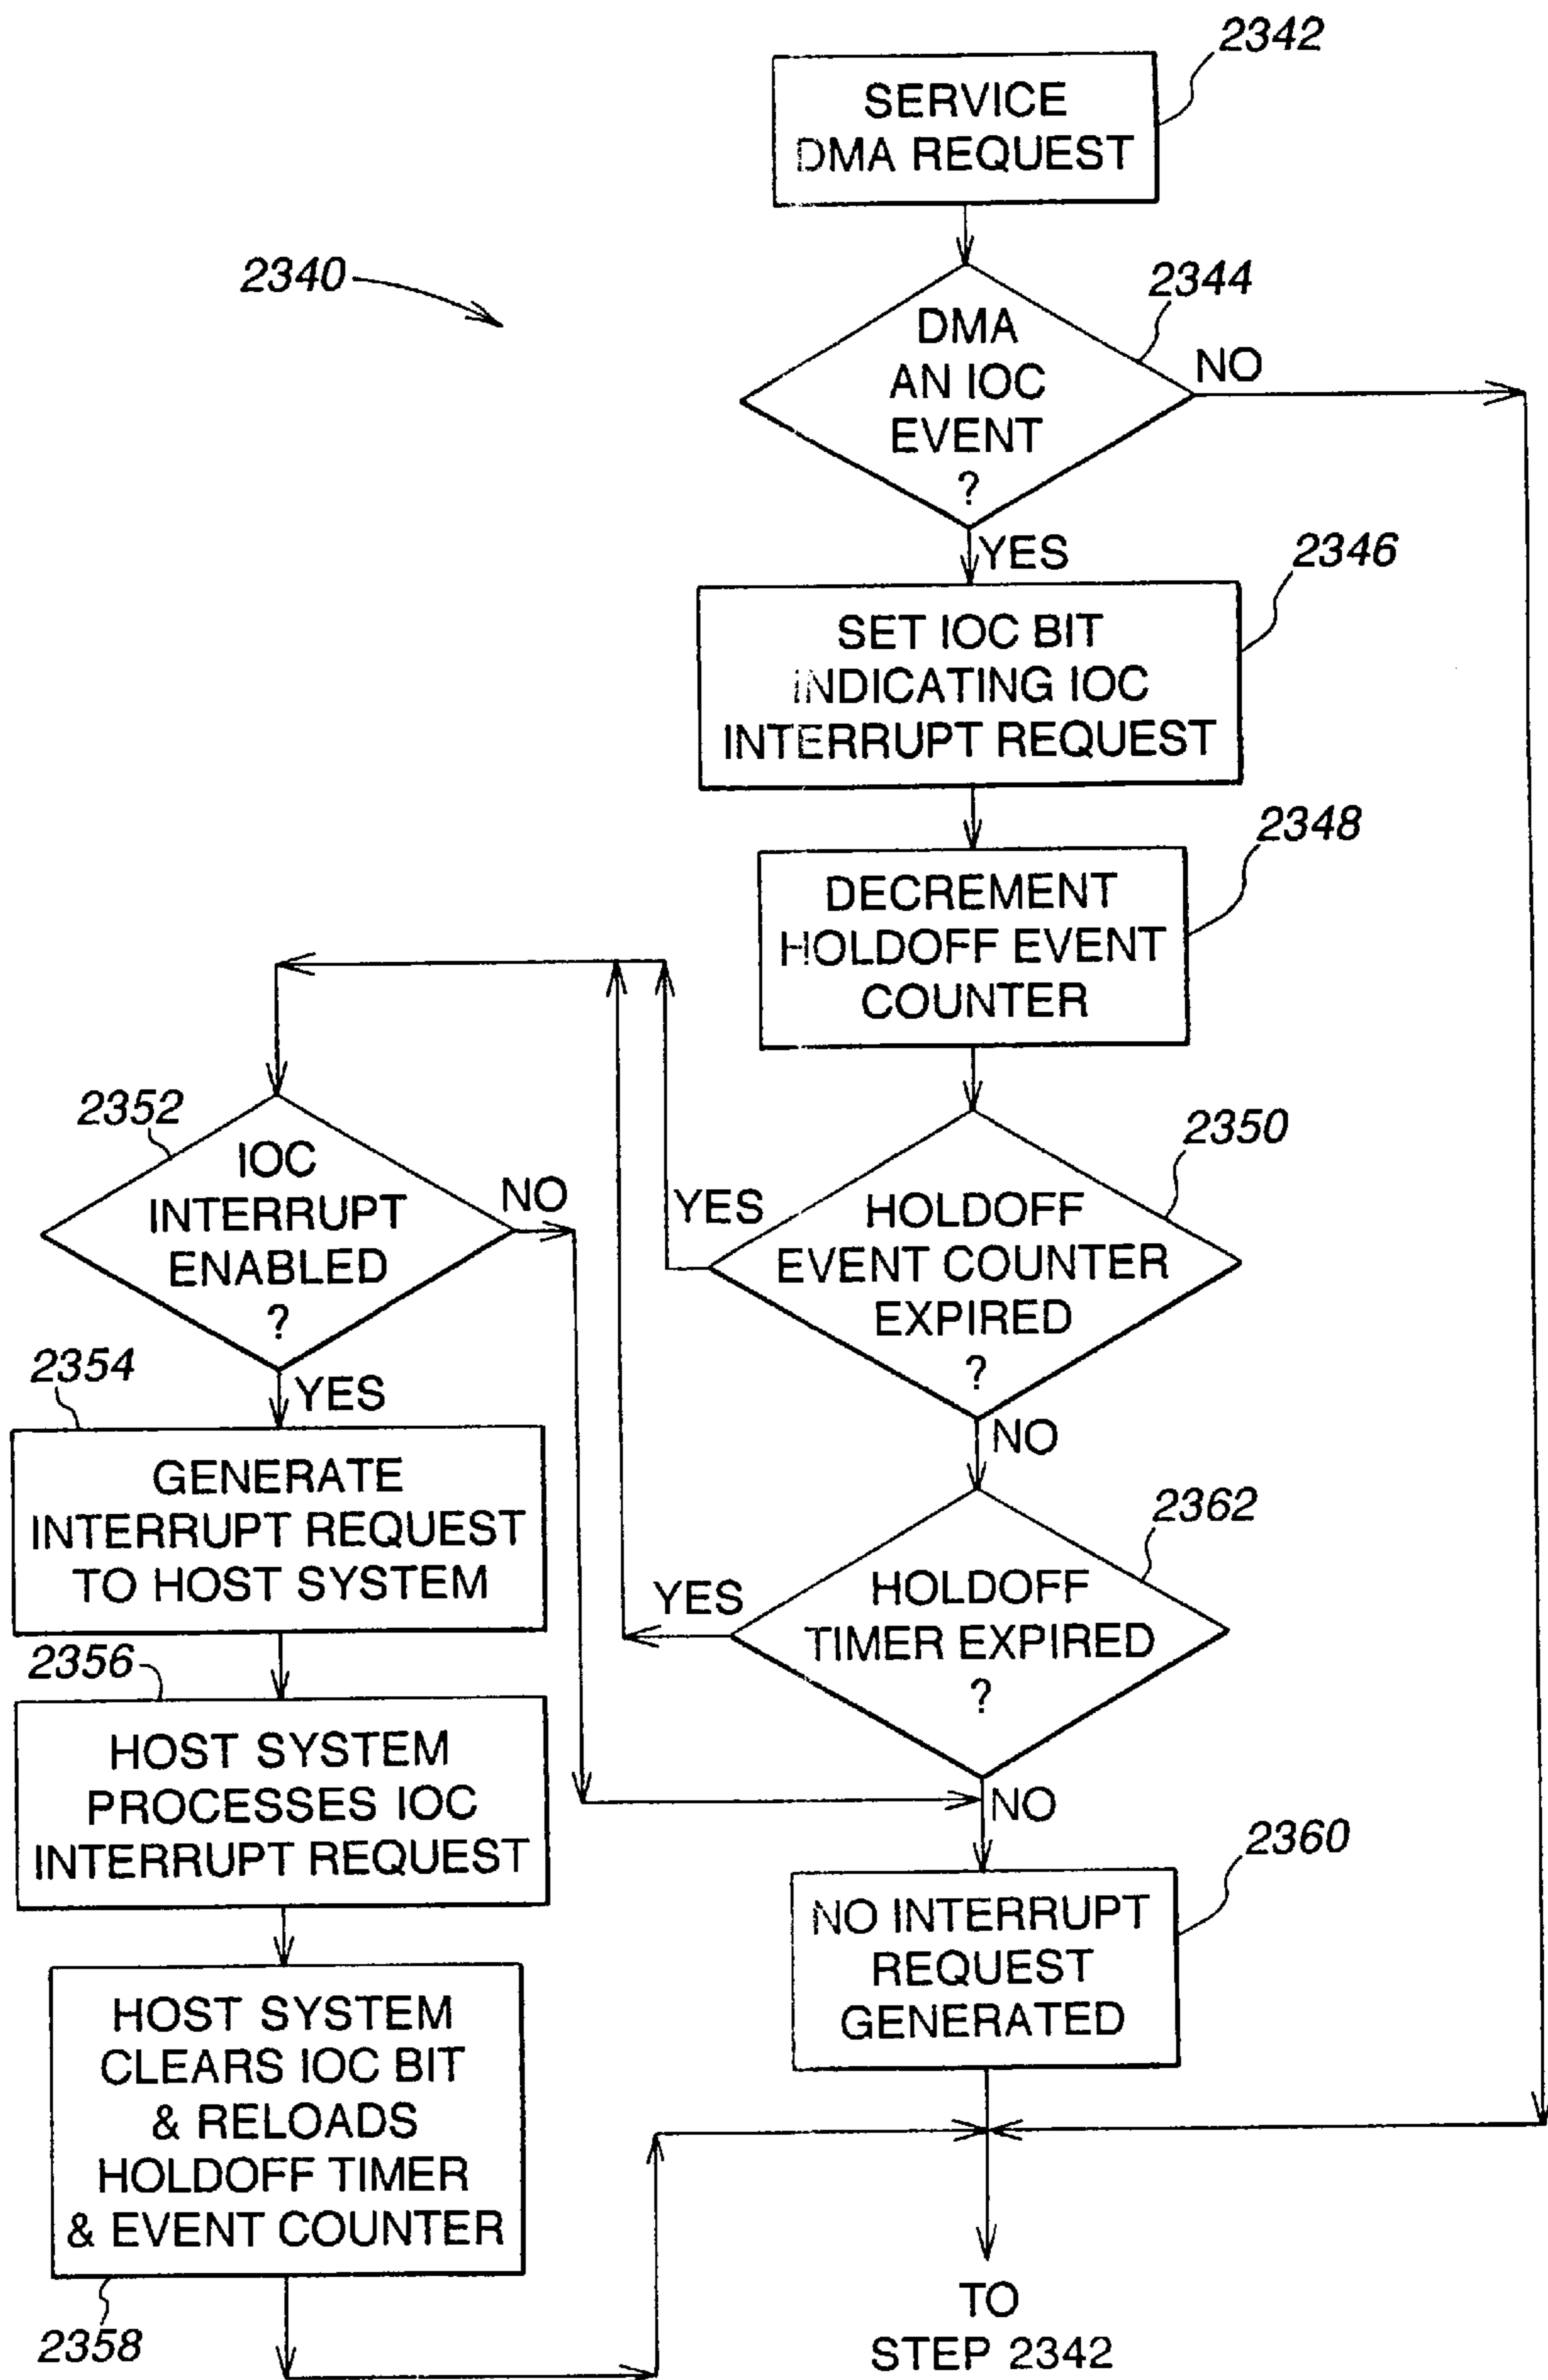 2342
SERVICE
DMA REQUEST
2340
2344
DMA
AN IOC
EVENT
?
NO
YES
2346
SET IOC BIT
INDICATING IOC
INTERRUPT REQUEST
2348
DECREMENT
HOLDOFF EVENT
COUNTER
2350
HOLDOFF
EVENT COUNTER
EXPIRED
?
YES
NO
2352
IOC
INTERRUPT
ENABLED
?
NO
YES
2354
GENERATE
INTERRUPT REQUEST
TO HOST SYSTEM
2362
HOLDOFF
TIMER EXPIRED
?
YES
NO
2356
HOST SYSTEM
PROCESSES IOC
INTERRUPT REQUEST
2360
NO INTERRUPT
REQUEST
GENERATED
HOST SYSTEM
CLEARS IOC BIT
& RELOADS
HOLDOFF TIMER
& EVENT COUNTER
2358
TO
STEP 2342